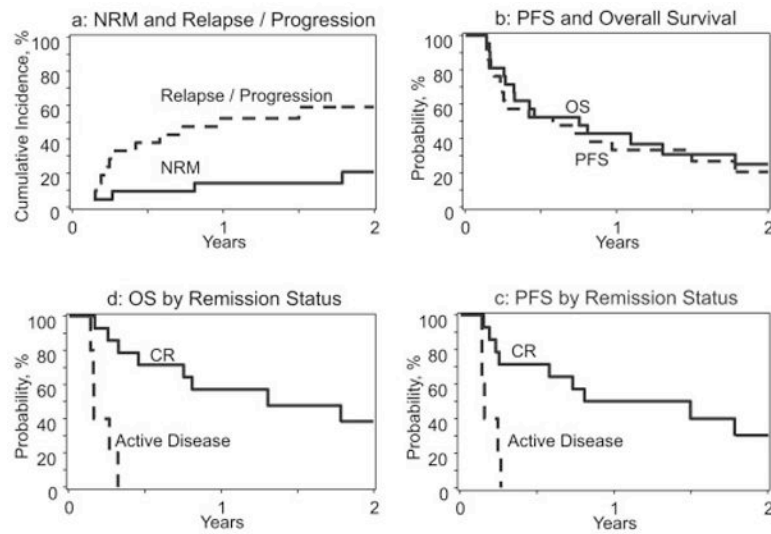 a: NRM and Relapse / Progression
Cumulative Incidence, %
100
80
60
40
20
0
Relapse / Progression
NRM
0
1
2
Years
b: PFS and Overall Survival
Probability, %
100
80
60
40
20
0
OS
PFS
0
1
2
Years
d: OS by Remission Status
Probability, %
100
80
60
40
20
0
CR
Active Disease
0
1
2
Years
c: PFS by Remission Status
Probability, %
100
80
60
40
20
0
CR
Active Disease
0
1
2
Years